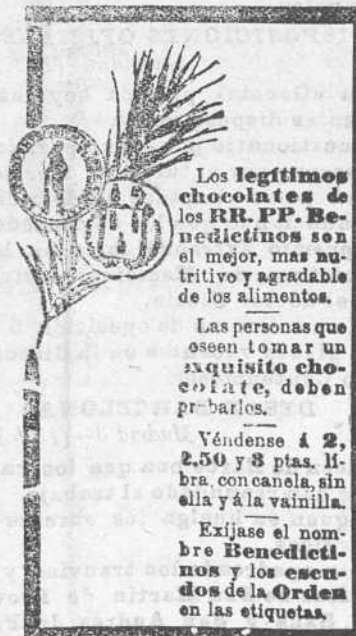 Los legítimos
chocolates de
los RR. PP. Be-
nedictinos son
el mejor, mas nu-
tritivo y agradable
de los alimentos.
Las personas que
oseen tomar un
exquisito cho-
colate, deben
probarlos.
Véndense á 2,
2.50 y 3 ptas. li-
bra, con canela, sin
ella y á la vainilla.
Exíjase el nom-
bre Benedicti-
nos y los escu-
dos de la Orden
en las etiquetas.